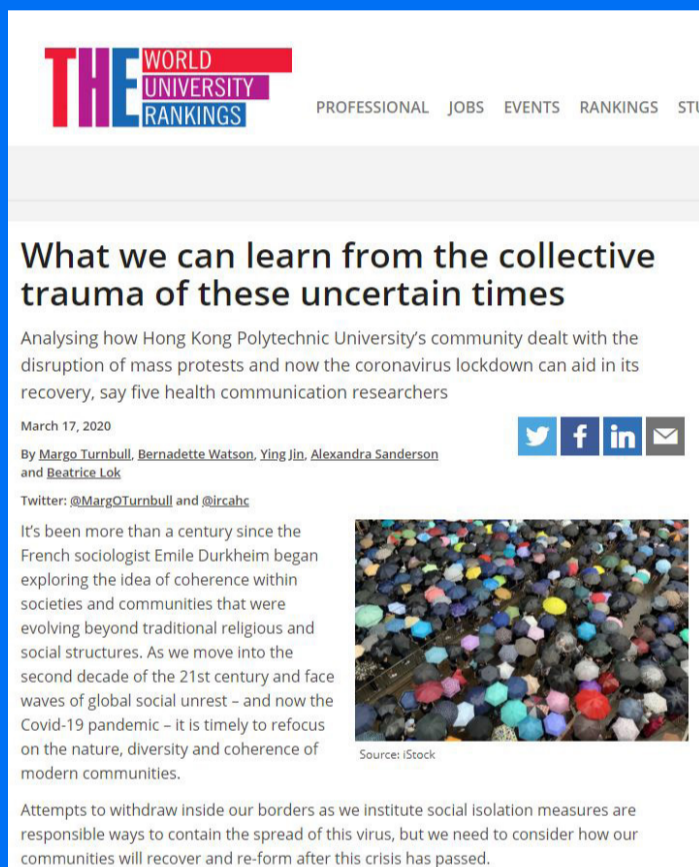 THE WORLD
UNIVERSITY
RANKINGS
PROFESSIONAL JOBS EVENTS RANKINGS STU
What we can learn from the collective
trauma of these uncertain times
Analysing how Hong Kong Polytechnic University's community dealt with the
disruption of mass protests and now the coronavirus lockdown can aid in its
recovery, say five health communication researchers
March 17, 2020
By Margo Turnbull, Bernadette Watson, Ying Jin, Alexandra Sanderson
and Beatrice Lok
Twitter: @MargOTurnbull and @ircahc
It's been more than a century since the
French sociologist Emile Durkheim began
exploring the idea of coherence within
societies and communities that were
evolving beyond traditional religious and
social structures. As we move into the
second decade of the 21st century and face
waves of global social unrest – and now the
Covid-19 pandemic – it is timely to refocus
on the nature, diversity and coherence of
modern communities.
Source: iStock
Attempts to withdraw inside our borders as we institute social isolation measures are
responsible ways to contain the spread of this virus, but we need to consider how our
communities will recover and re-form after this crisis has passed.